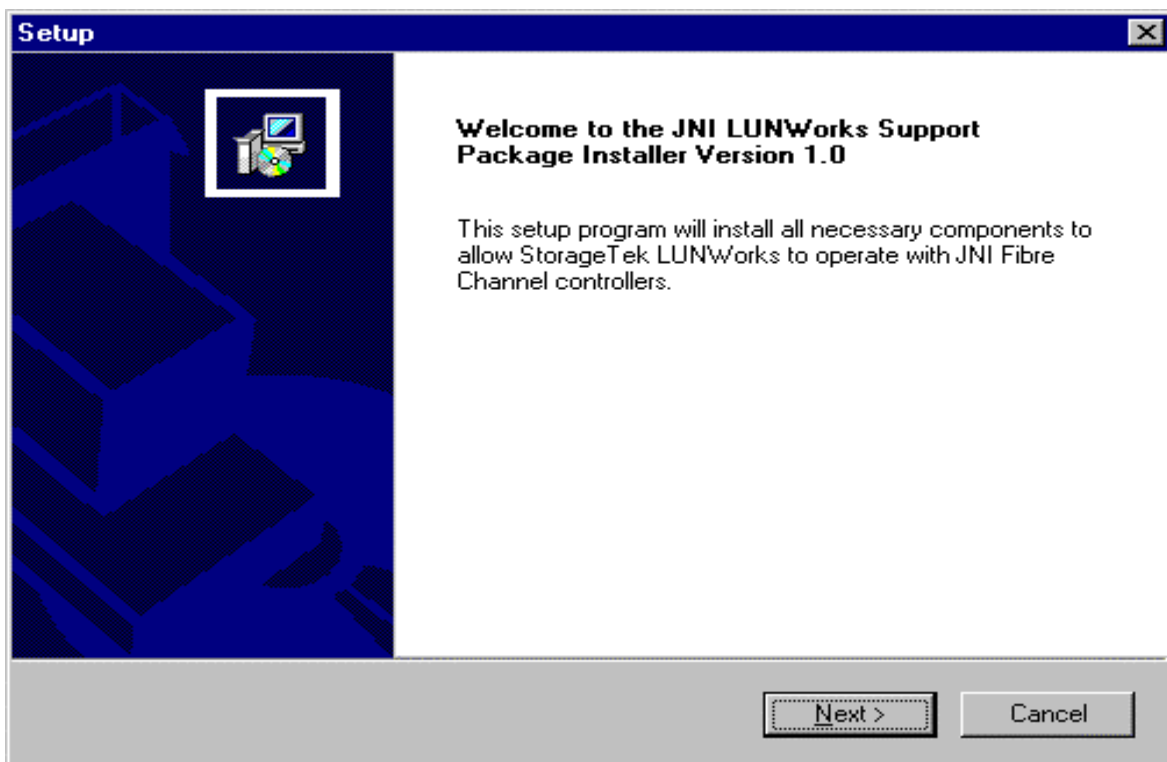 Setup
Welcome to the JNI LUNWorks Support
Package Installer Version 1.0
This setup program will install all necessary components to
allow StorageTek LUNWorks to operate with JNI Fibre
Channel controllers.
Next >
Cancel